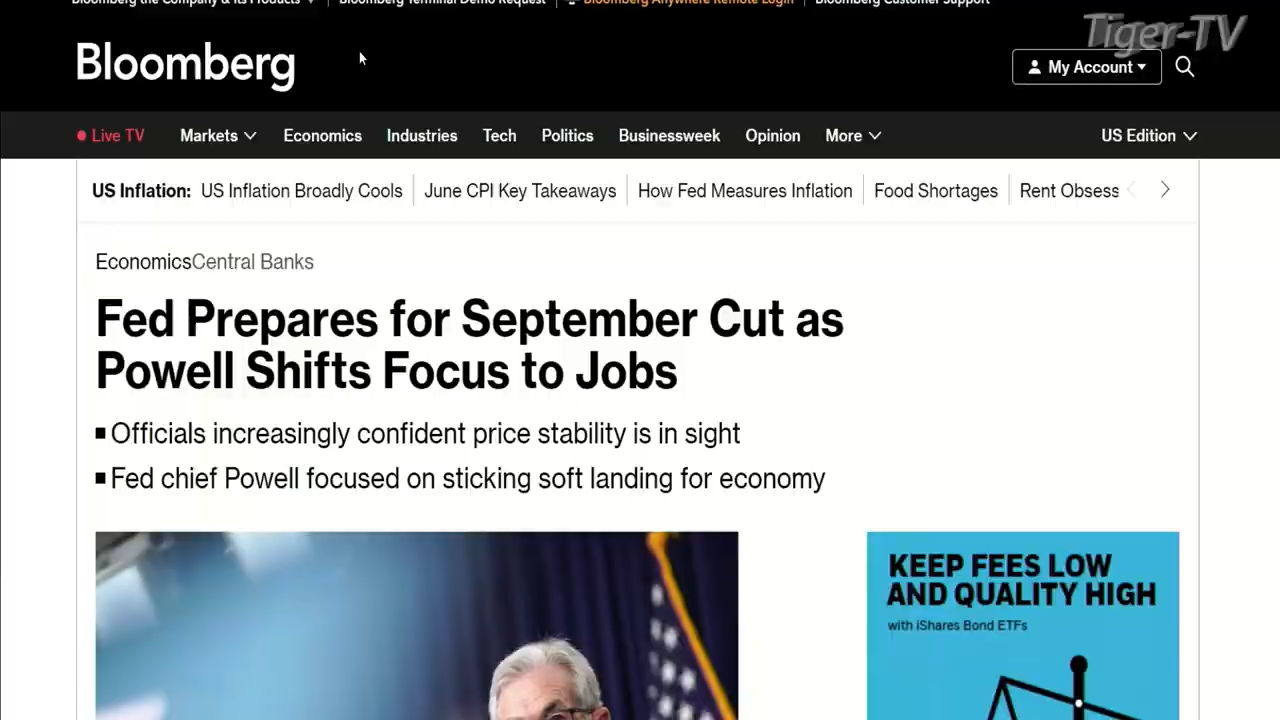 Bloomberg the Company & Its Products
Bloomberg Terminal Demo Request
Bloomberg Anywhere Remote Login
Bloomberg Customer Support
Tiger-TV
Bloomberg
My Account
Live TV
Markets
Economics
Industries
Tech
Politics
Businessweek
Opinion
More
US Edition
US Inflation:
US Inflation Broadly Cools
June CPI Key Takeaways
How Fed Measures Inflation
Food Shortages
Rent Obsess
EconomicsCentral Banks
Fed Prepares for September Cut as
Powell Shifts Focus to Jobs
Officials increasingly confident price stability is in sight
Fed chief Powell focused on sticking soft landing for economy
KEEP FEES LOW
AND QUALITY HIGH
with iShares Bond ETFs